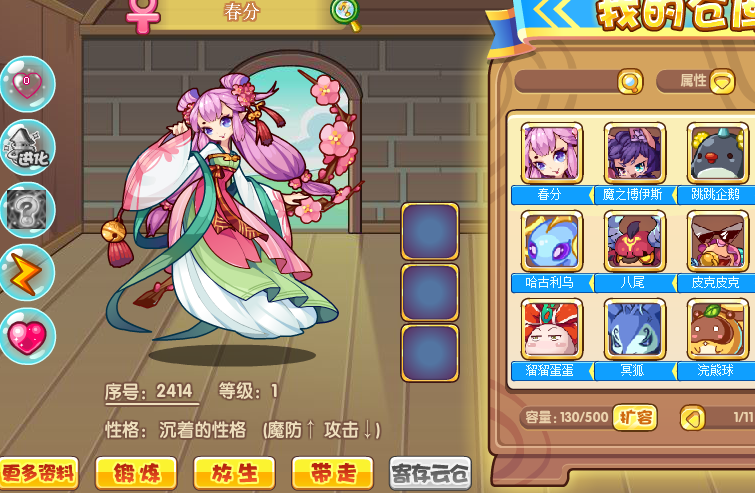 春分
我的仓库
0
进化
属性
春分
魔之博伊斯
跳跳企鹅
哈古利鸟
八尾
皮克皮克
溜溜蛋蛋
冥狐
浣熊球
序号: 2414 等级: 1
性格: 沉着的性格 (魔防↑ 攻击↓)
容量: 130/500
扩容
1/11
更多资料
锻炼
放生
带走
寄存云仓